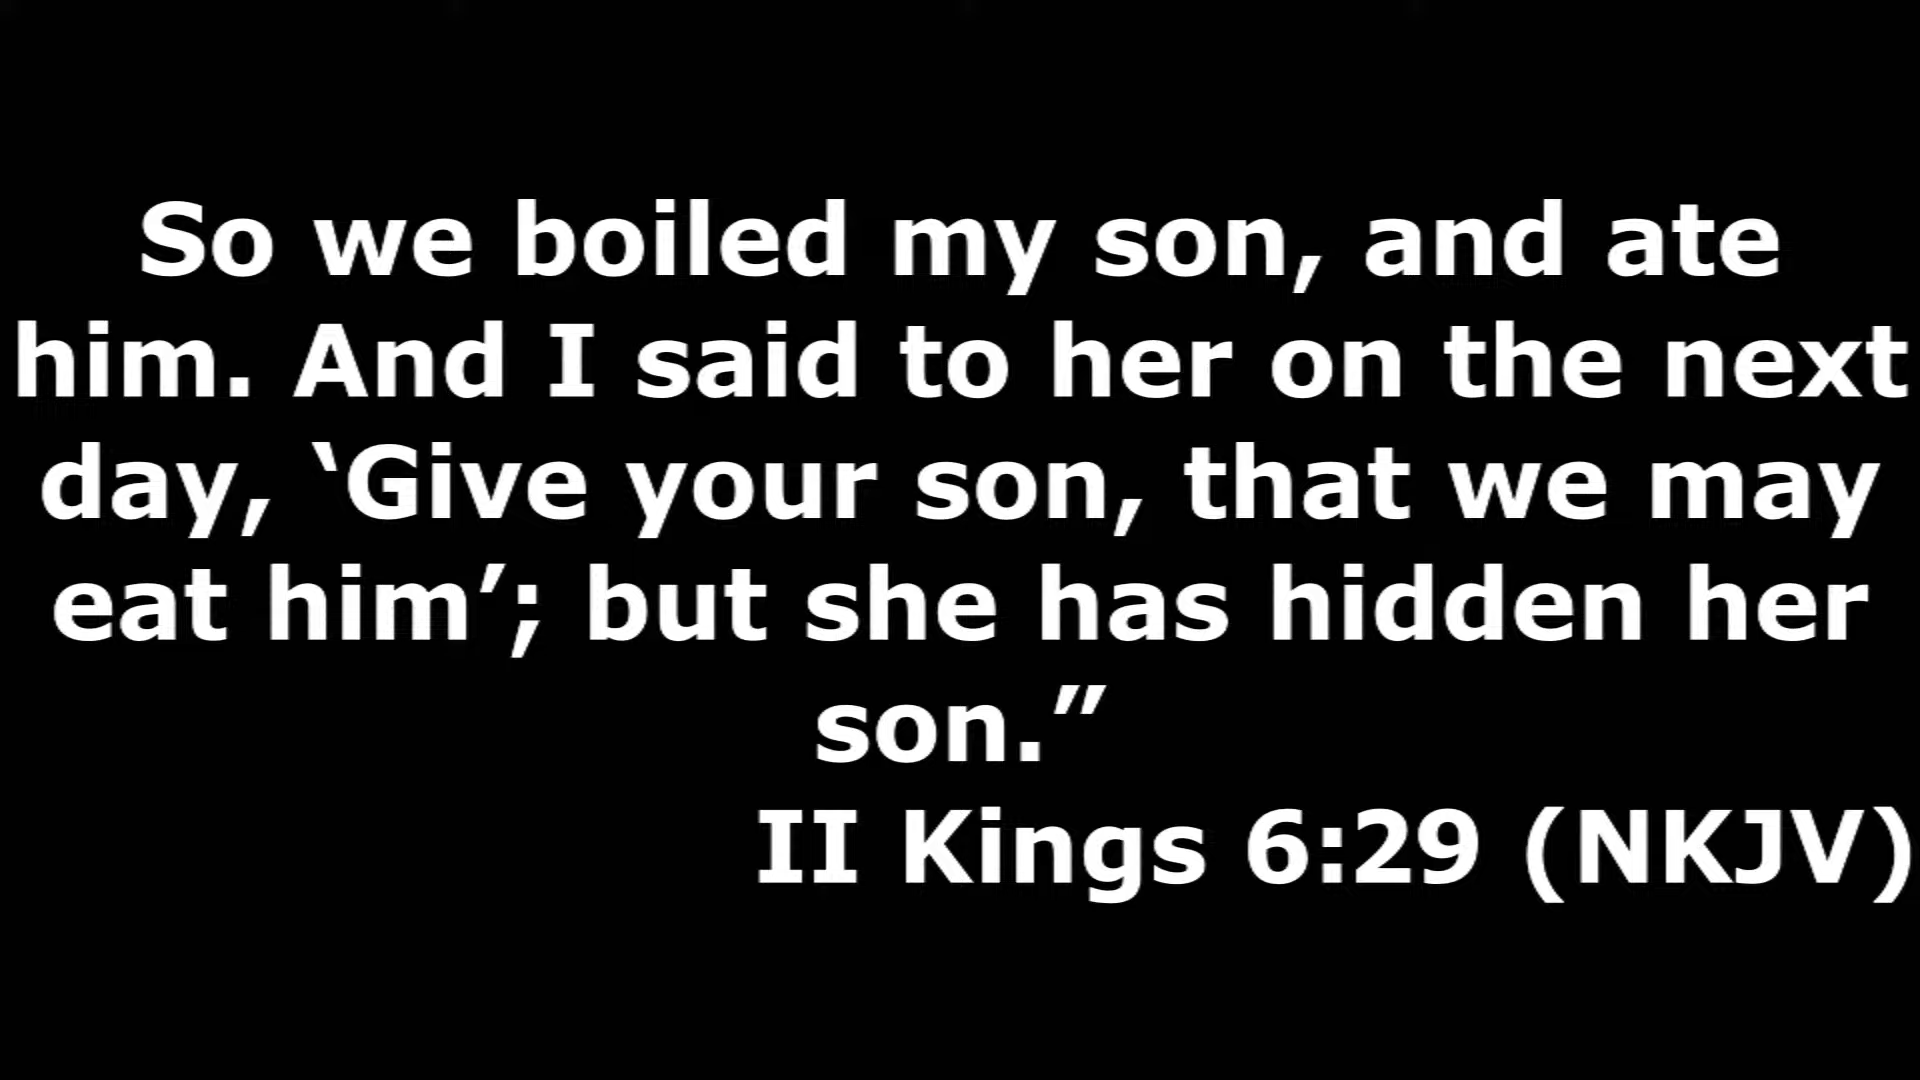 So we boiled my son, and ate
him. And I said to her on the next
day, ‘Give your son, that we may
eat him’; but she has hidden her
son.”
II Kings 6:29 (NKJV)